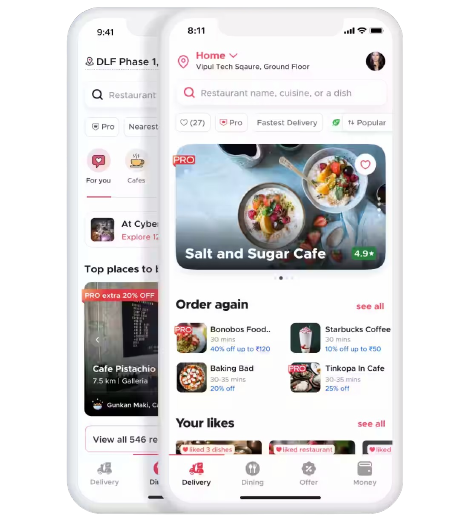 9:41
DLF Phase 1,
Restaurant
Pro
Nearest
For you
Cafes
At Cyber
Explore 12
Top places to b
PRO extra 20% OFF
Cafe Pistachio
7.5 km | Galleria
Gunkan Maki, Ca
View all 546 re
Delivery
Di
8:11
Home
Vipul Tech Sqaure, Ground Floor
Restaurant name, cuisine, or a dish
(27)
Pro
Fastest Delivery
Popular
PRO
Salt and Sugar Cafe
4.9★
Order again
see all
PRO
Bonobos Food..
30 mins
40% off up to ₹120
Starbucks Coffee
30 mins
10% off up to ₹50
Baking Bad
30-35 mins
20% off
PRO
Tinkopa In Cafe
30-35 mins
25% off
Your likes
see all
liked 3 dishes
liked restaurant
liked
Delivery
Dining
Offer
Money